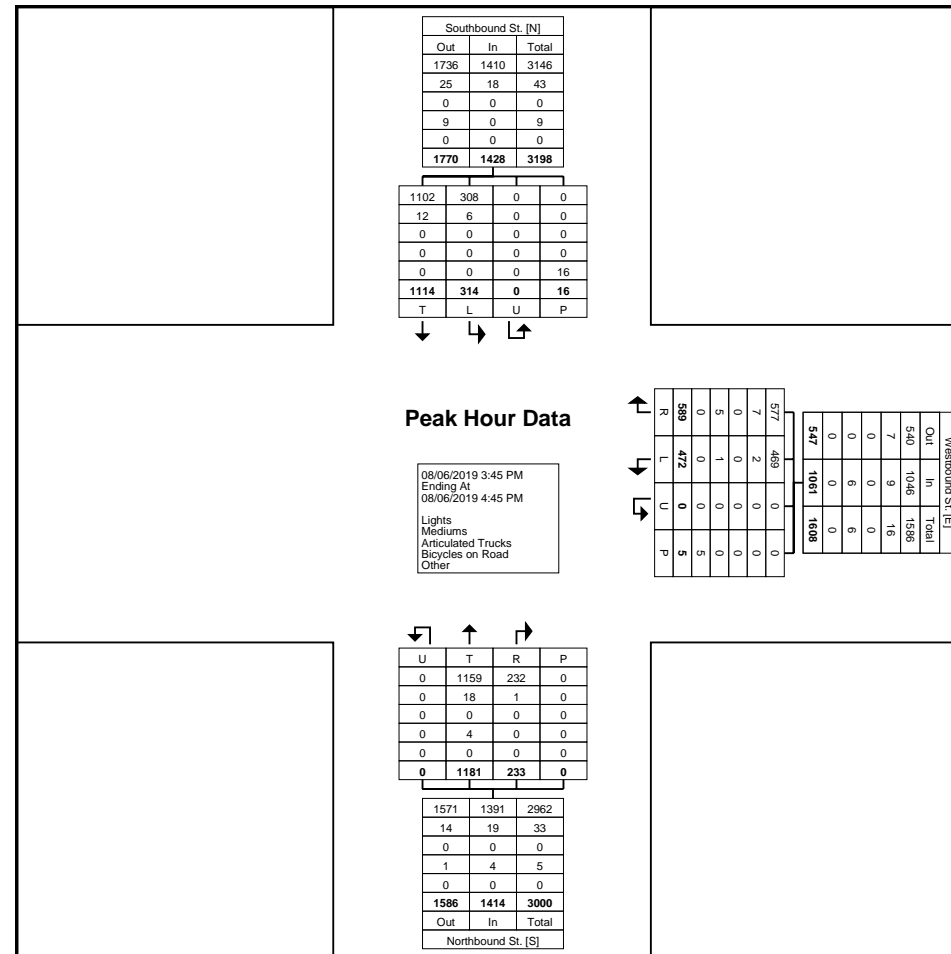 Southbound St. [N]
Out In Total
1736 1410 3146
25 18 43
0 0 0
9 0 9
0 0 0
1770 1428 3198
1102 308 0 0
12 6 0 0
0 0 0 0
0 0 0 0
0 0 0 16
1114 314 0 16
T L U P
Peak Hour Data
08/06/2019 3:45 PM
Ending At
08/06/2019 4:45 PM
Lights
Mediums
Articulated Trucks
Bicycles on Road
Other
R 589 0 5 0 7 577
L 472 0 1 0 2 469
U 0 0 0 0 0 0
P 5 5 0 0 0 0
Westbound St. [E]
Out In Total
540 1046 1586
7 9 16
0 0 0
0 6 6
0 0 0
547 1061 1608
U T R P
0 1159 232 0
0 18 1 0
0 0 0 0
0 4 0 0
0 0 0 0
0 1181 233 0
1571 1391 2962
14 19 33
0 0 0
1 4 5
0 0 0
1586 1414 3000
Out In Total
Northbound St. [S]